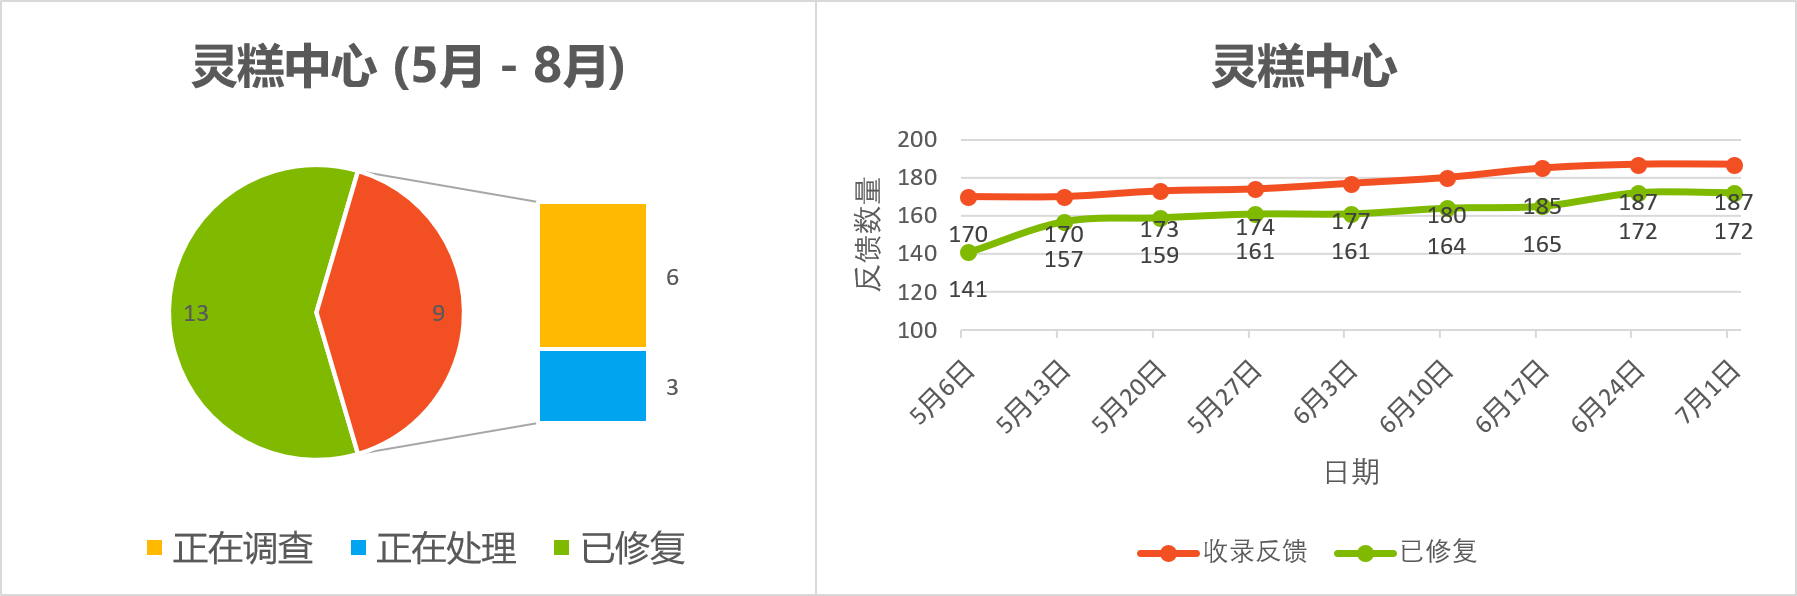 灵糕中心 (5月 - 8月)
13
9
6
3
正在调查
正在处理
已修复
灵糕中心
反馈数量
200
180
160
140
120
100
170
170
173
174
177
180
185
187
187
141
157
159
161
161
164
165
172
172
5月6日
5月13日
5月20日
5月27日
6月3日
6月10日
6月17日
6月24日
7月1日
日期
收录反馈
已修复